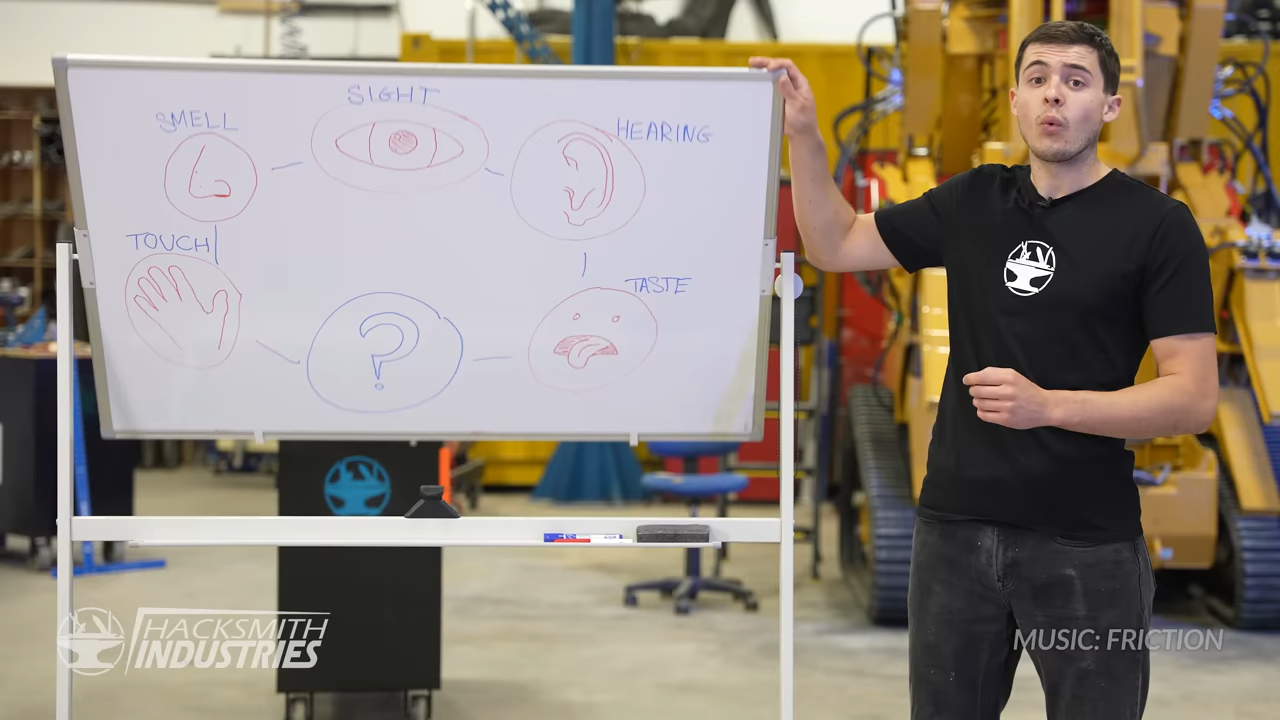 SIGHT
SMELL
HEARING
TOUCH
TASTE
?
HACKSMITH
INDUSTRIES
MUSIC: FRICTION